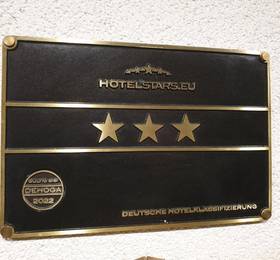 HOTELSTARS.EU
DEHOGA
2022
DEUTSCHE HOTELKLASSIFIZIERUNG